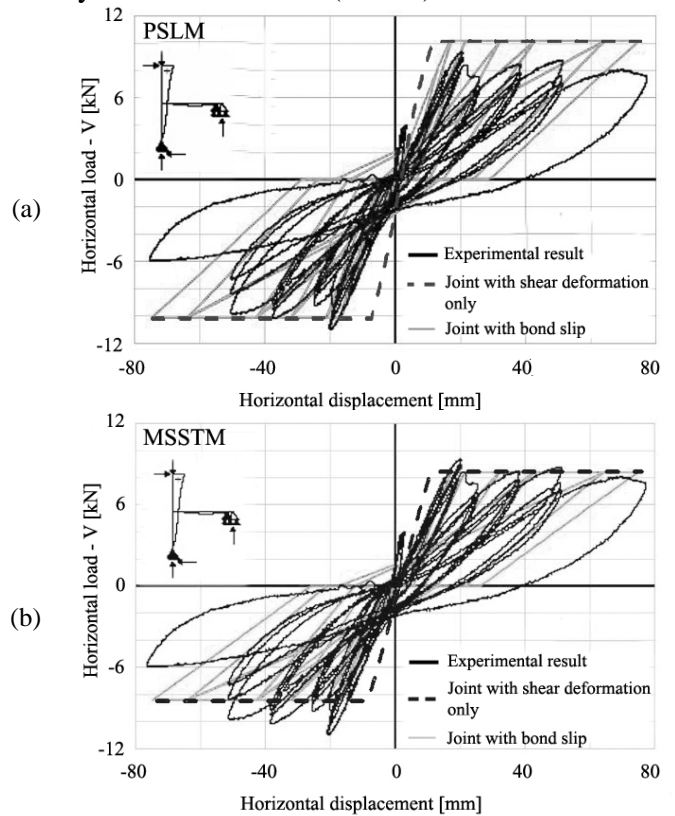 PSLM
12
6
0
-6
-12
-80
-40
0
40
80
Horizontal load - V [kN]
Horizontal displacement [mm]
(a)
Experimental result
Joint with shear deformation
only
Joint with bond slip
MSSTM
12
6
0
-6
-12
-80
-40
0
40
80
Horizontal load - V [kN]
Horizontal displacement [mm]
(b)
Experimental result
Joint with shear deformation
only
Joint with bond slip